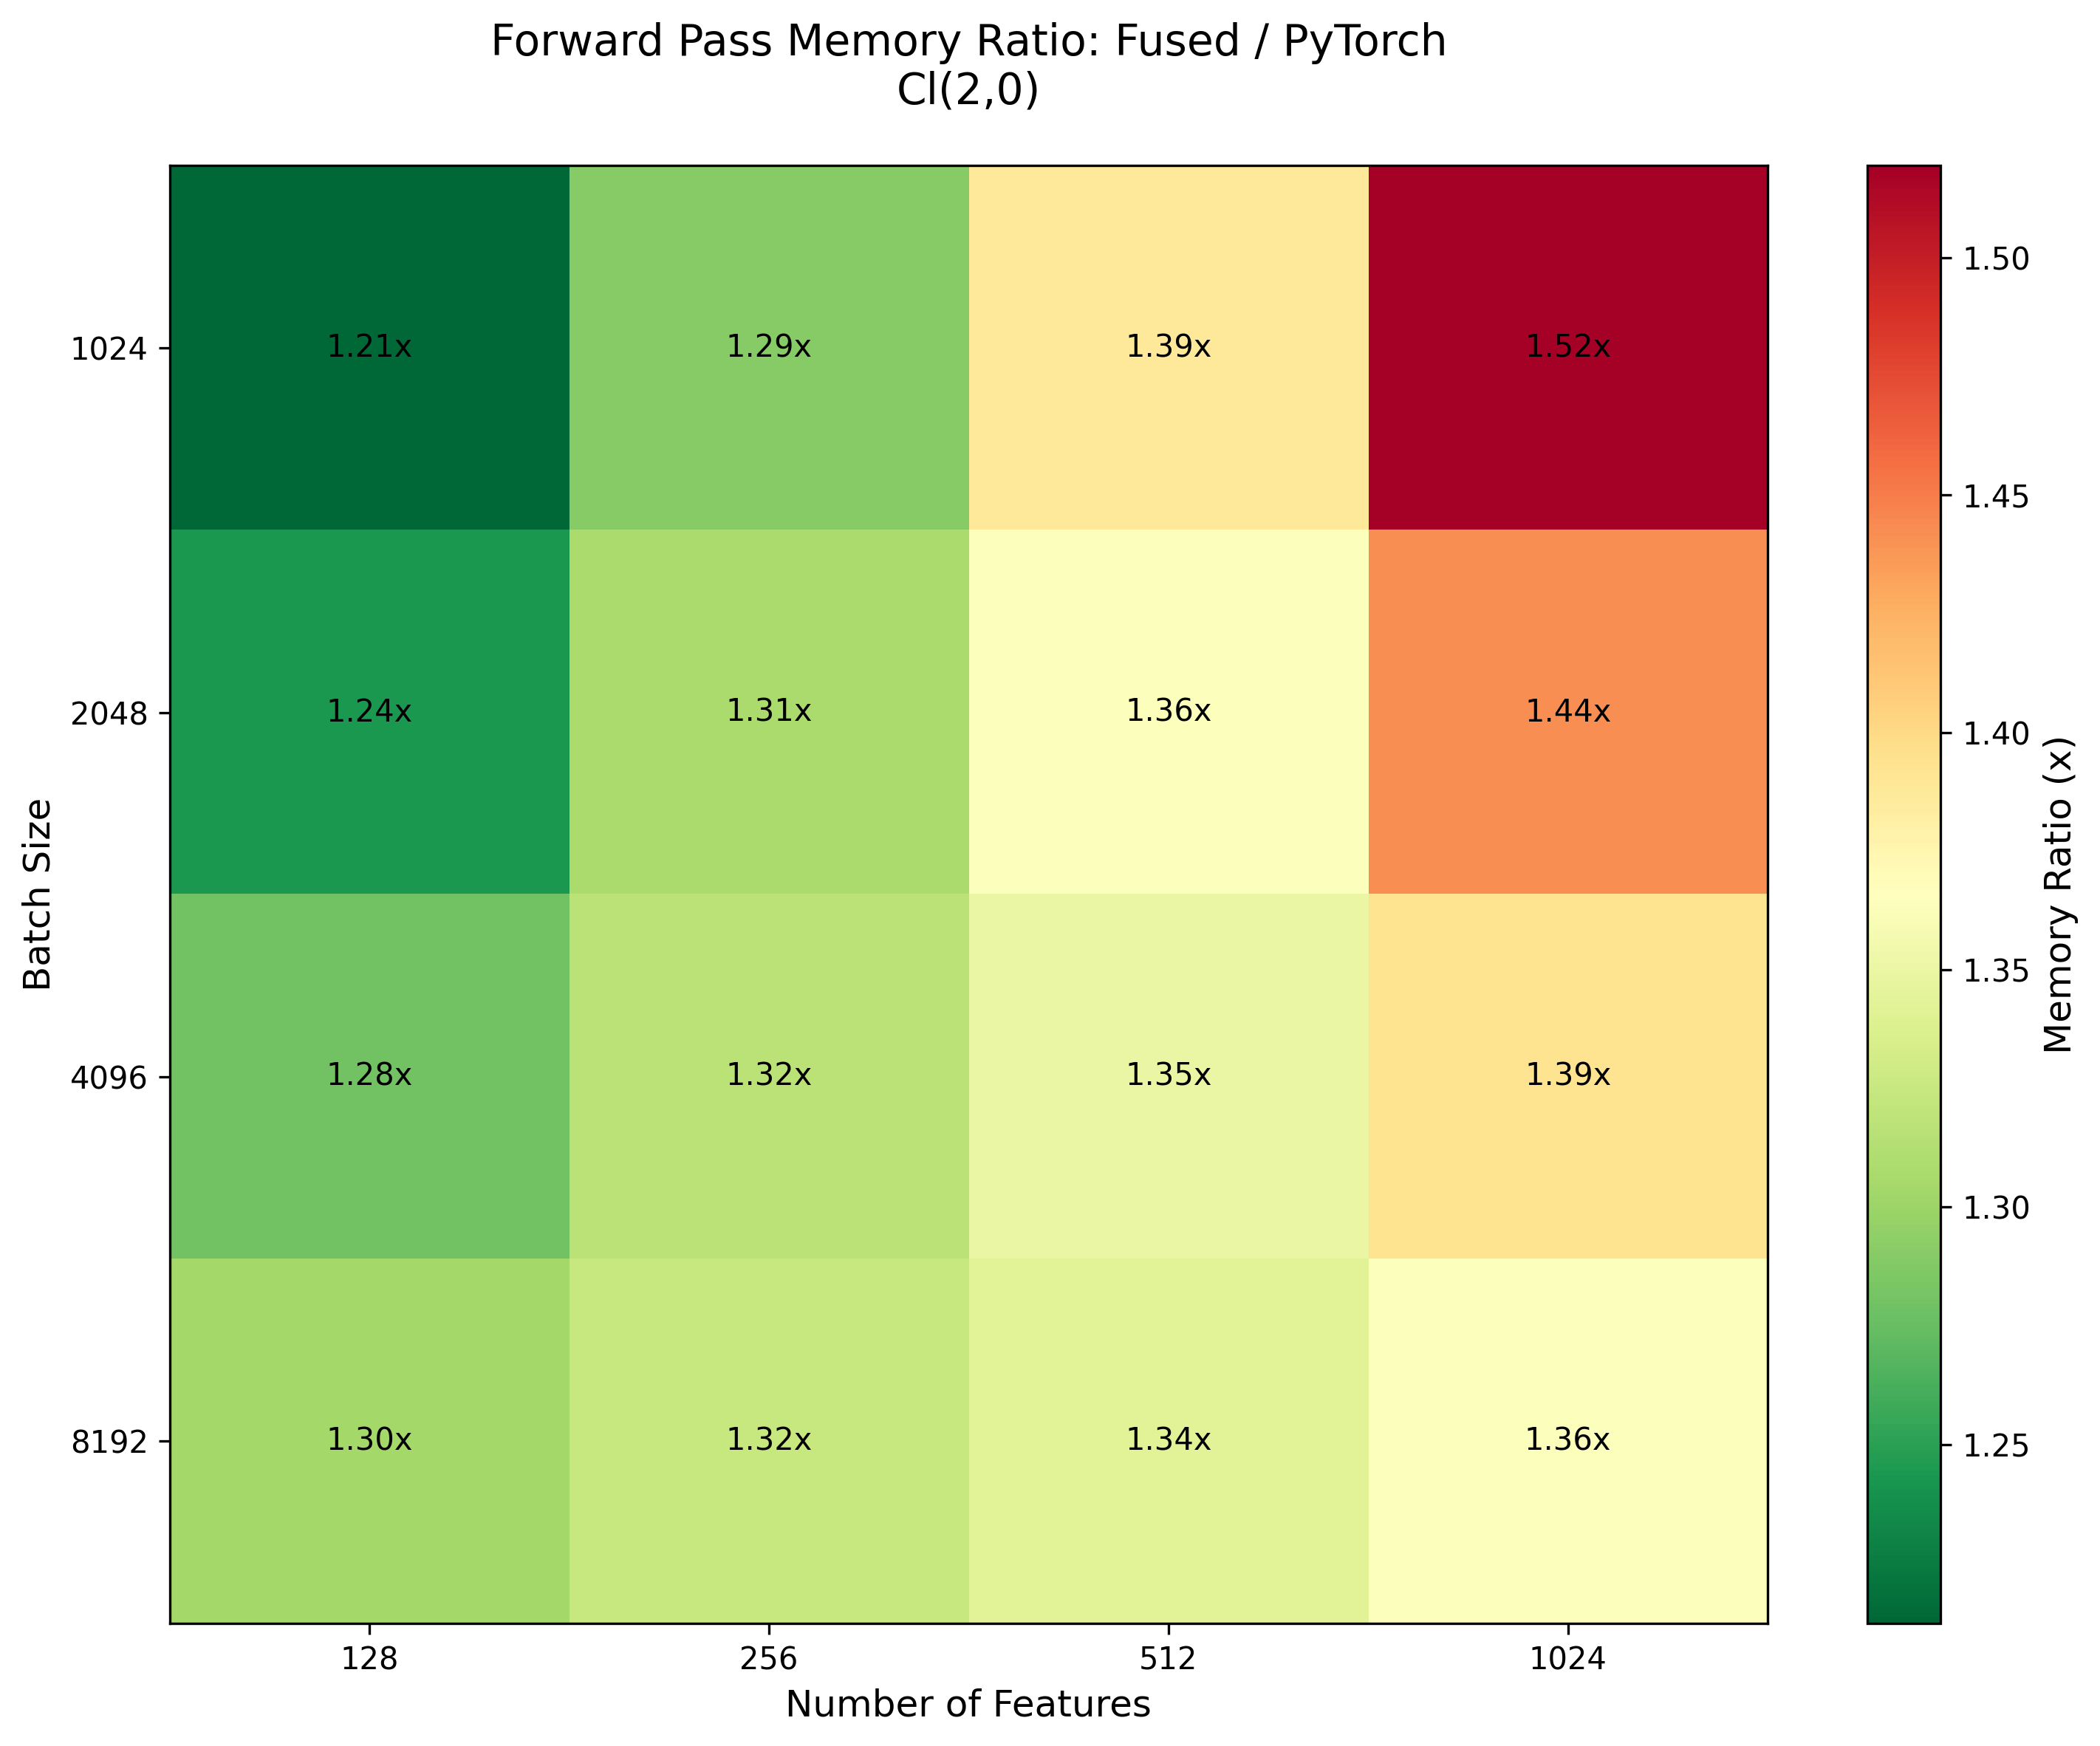 Forward Pass Memory Ratio: Fused / PyTorch
Cl(2,0)
Batch Size
1024
1.21x 1.29x 1.39x 1.52x
2048
1.24x 1.31x 1.36x 1.44x
4096
1.28x 1.32x 1.35x 1.39x
8192
1.30x 1.32x 1.34x 1.36x
128 256 512 1024
Number of Features
1.50
1.45
1.40
1.35
1.30
1.25
Memory Ratio (x)